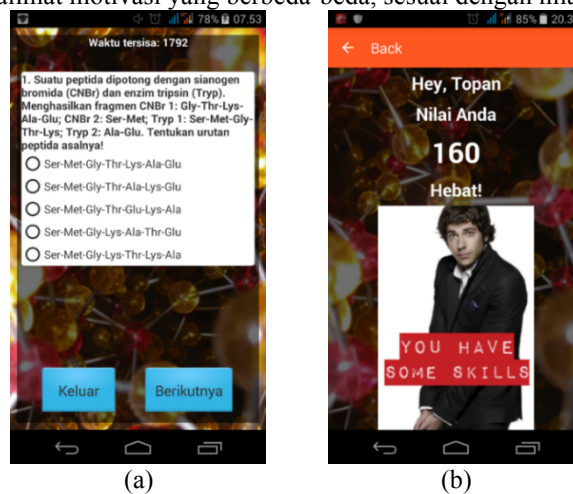 kalimat motivasi yang berbeda-beda, sesuai dengan
78% 07.53
Waktu tersisa: 1792
1. Suatu peptida dipotong dengan sianogen
bromida (CNBr) dan enzim tripsin (Tryp).
Menghasilkan fragmen CNBr 1: Gly-Thr-Lys-
Ala-Glu; CNBr 2: Ser-Met; Tryp 1: Ser-Met-Gly-
Thr-Lys; Tryp 2: Ala-Glu. Tentukan urutan
peptida asalnya!
Ser-Met-Gly-Thr-Lys-Ala-Glu
Ser-Met-Gly-Thr-Ala-Lys-Glu
Ser-Met-Gly-Thr-Glu-Lys-Ala
Ser-Met-Gly-Lys-Ala-Thr-Glu
Ser-Met-Gly-Lys-Thr-Lys-Ala
Keluar
Berikutnya
(a)
85% 20.3
Back
Hey, Topan
Nilai Anda
160
Hebat!
YOU HAVE
SOME SKILLS
(b)